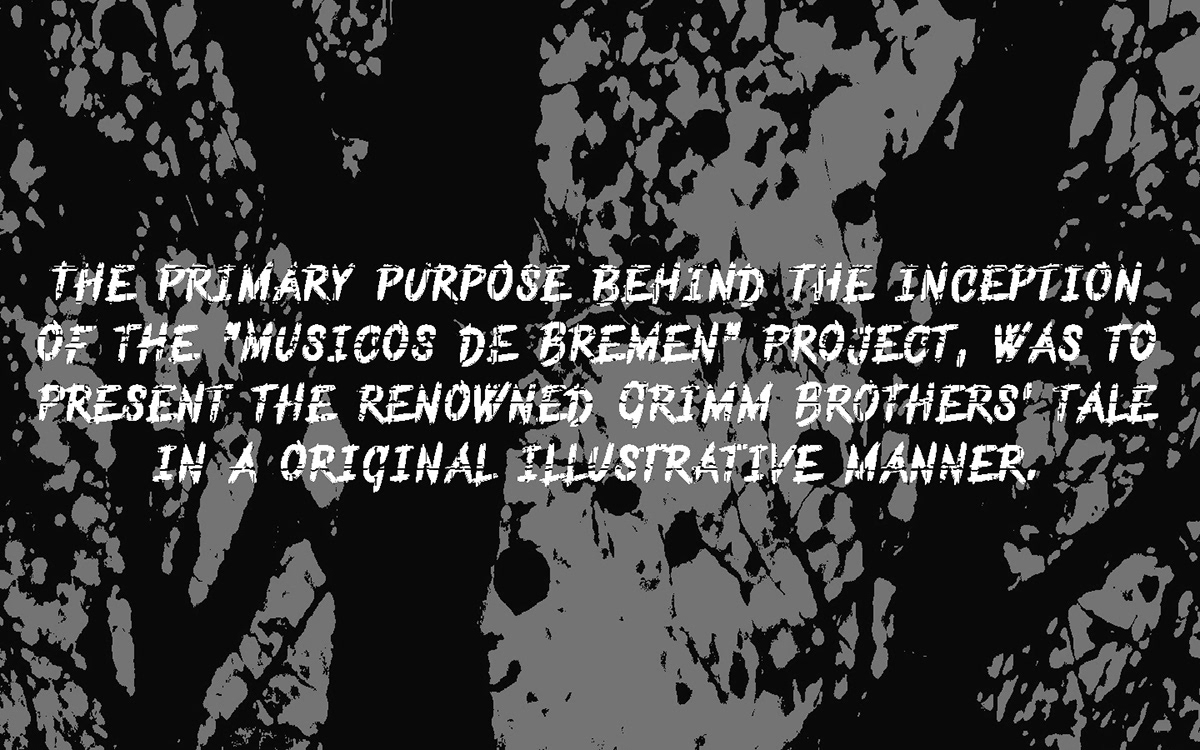 THE PRIMARY PURPOSE BEHIND THE INCEPTION
OF THE "MUSICOS DE BREMEN" PROJECT, WAS TO
PRESENT THE RENOWNED GRIMM BROTHERS' TALE
IN A ORIGINAL ILLUSTRATIVE MANNER.